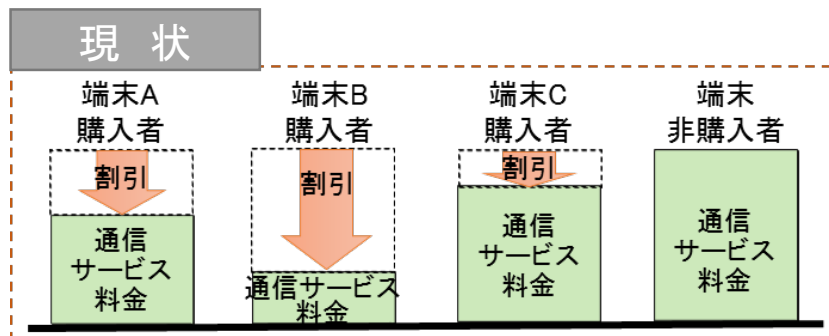 現 状
端末A
購入者
割引
通信
サービス
料金
端末B
購入者
割引
通信サービス
料金
端末C
購入者
割引
通信
サービス
料金
端末
非購入者
通信
サービス
料金